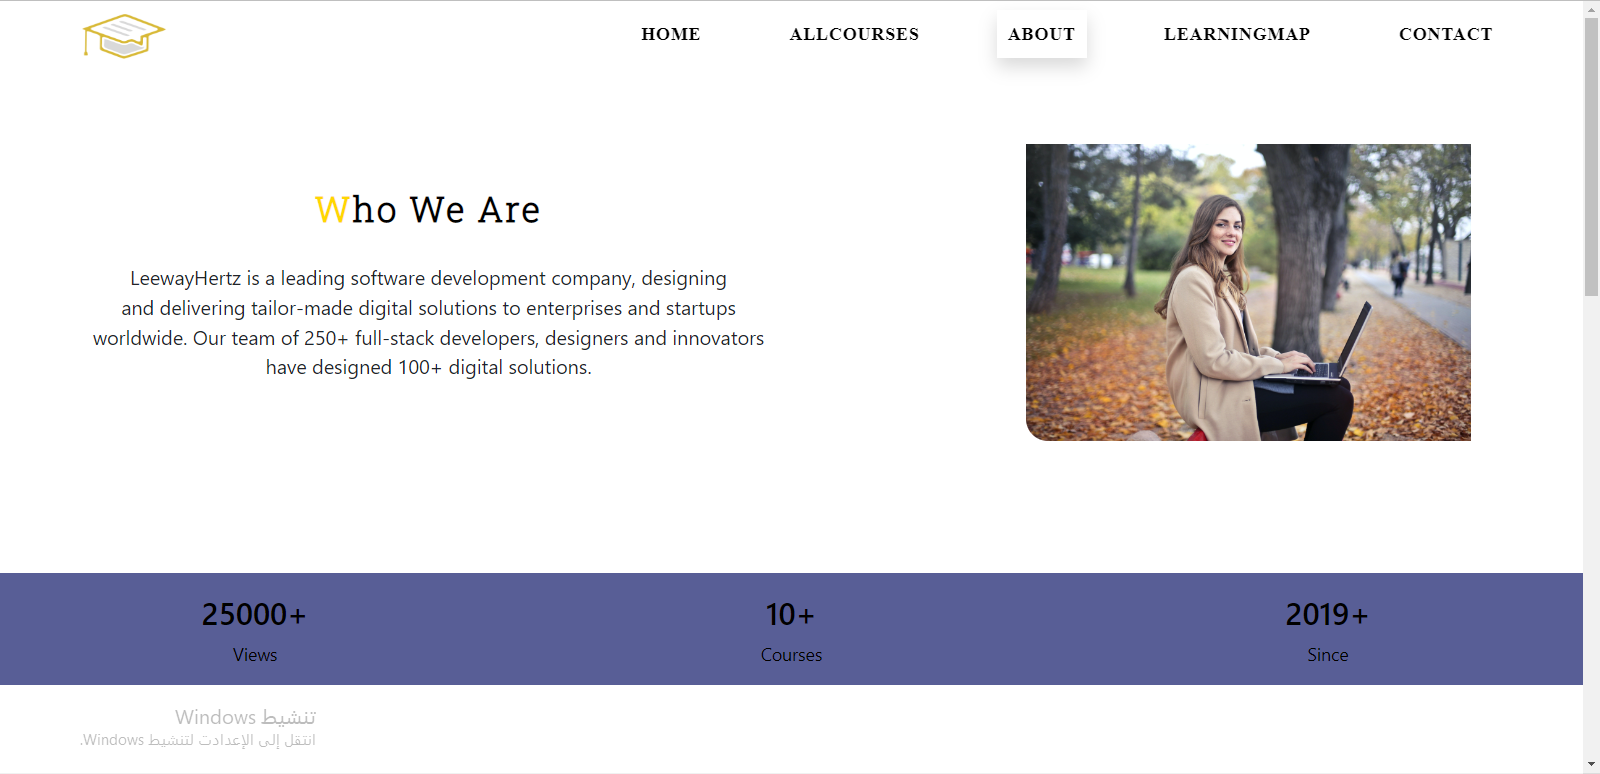 HOME ALLCOURSES ABOUT LEARNINGMAP CONTACT
Who We Are
LeewayHertz is a leading software development company, designing
and delivering tailor-made digital solutions to enterprises and startups
worldwide. Our team of 250+ full-stack developers, designers and innovators
have designed 100+ digital solutions.
25000+ 10+ 2019+
Views Courses Since
تنشيط Windows
انتقل إلى الإعدادت لتنشيط Windows.